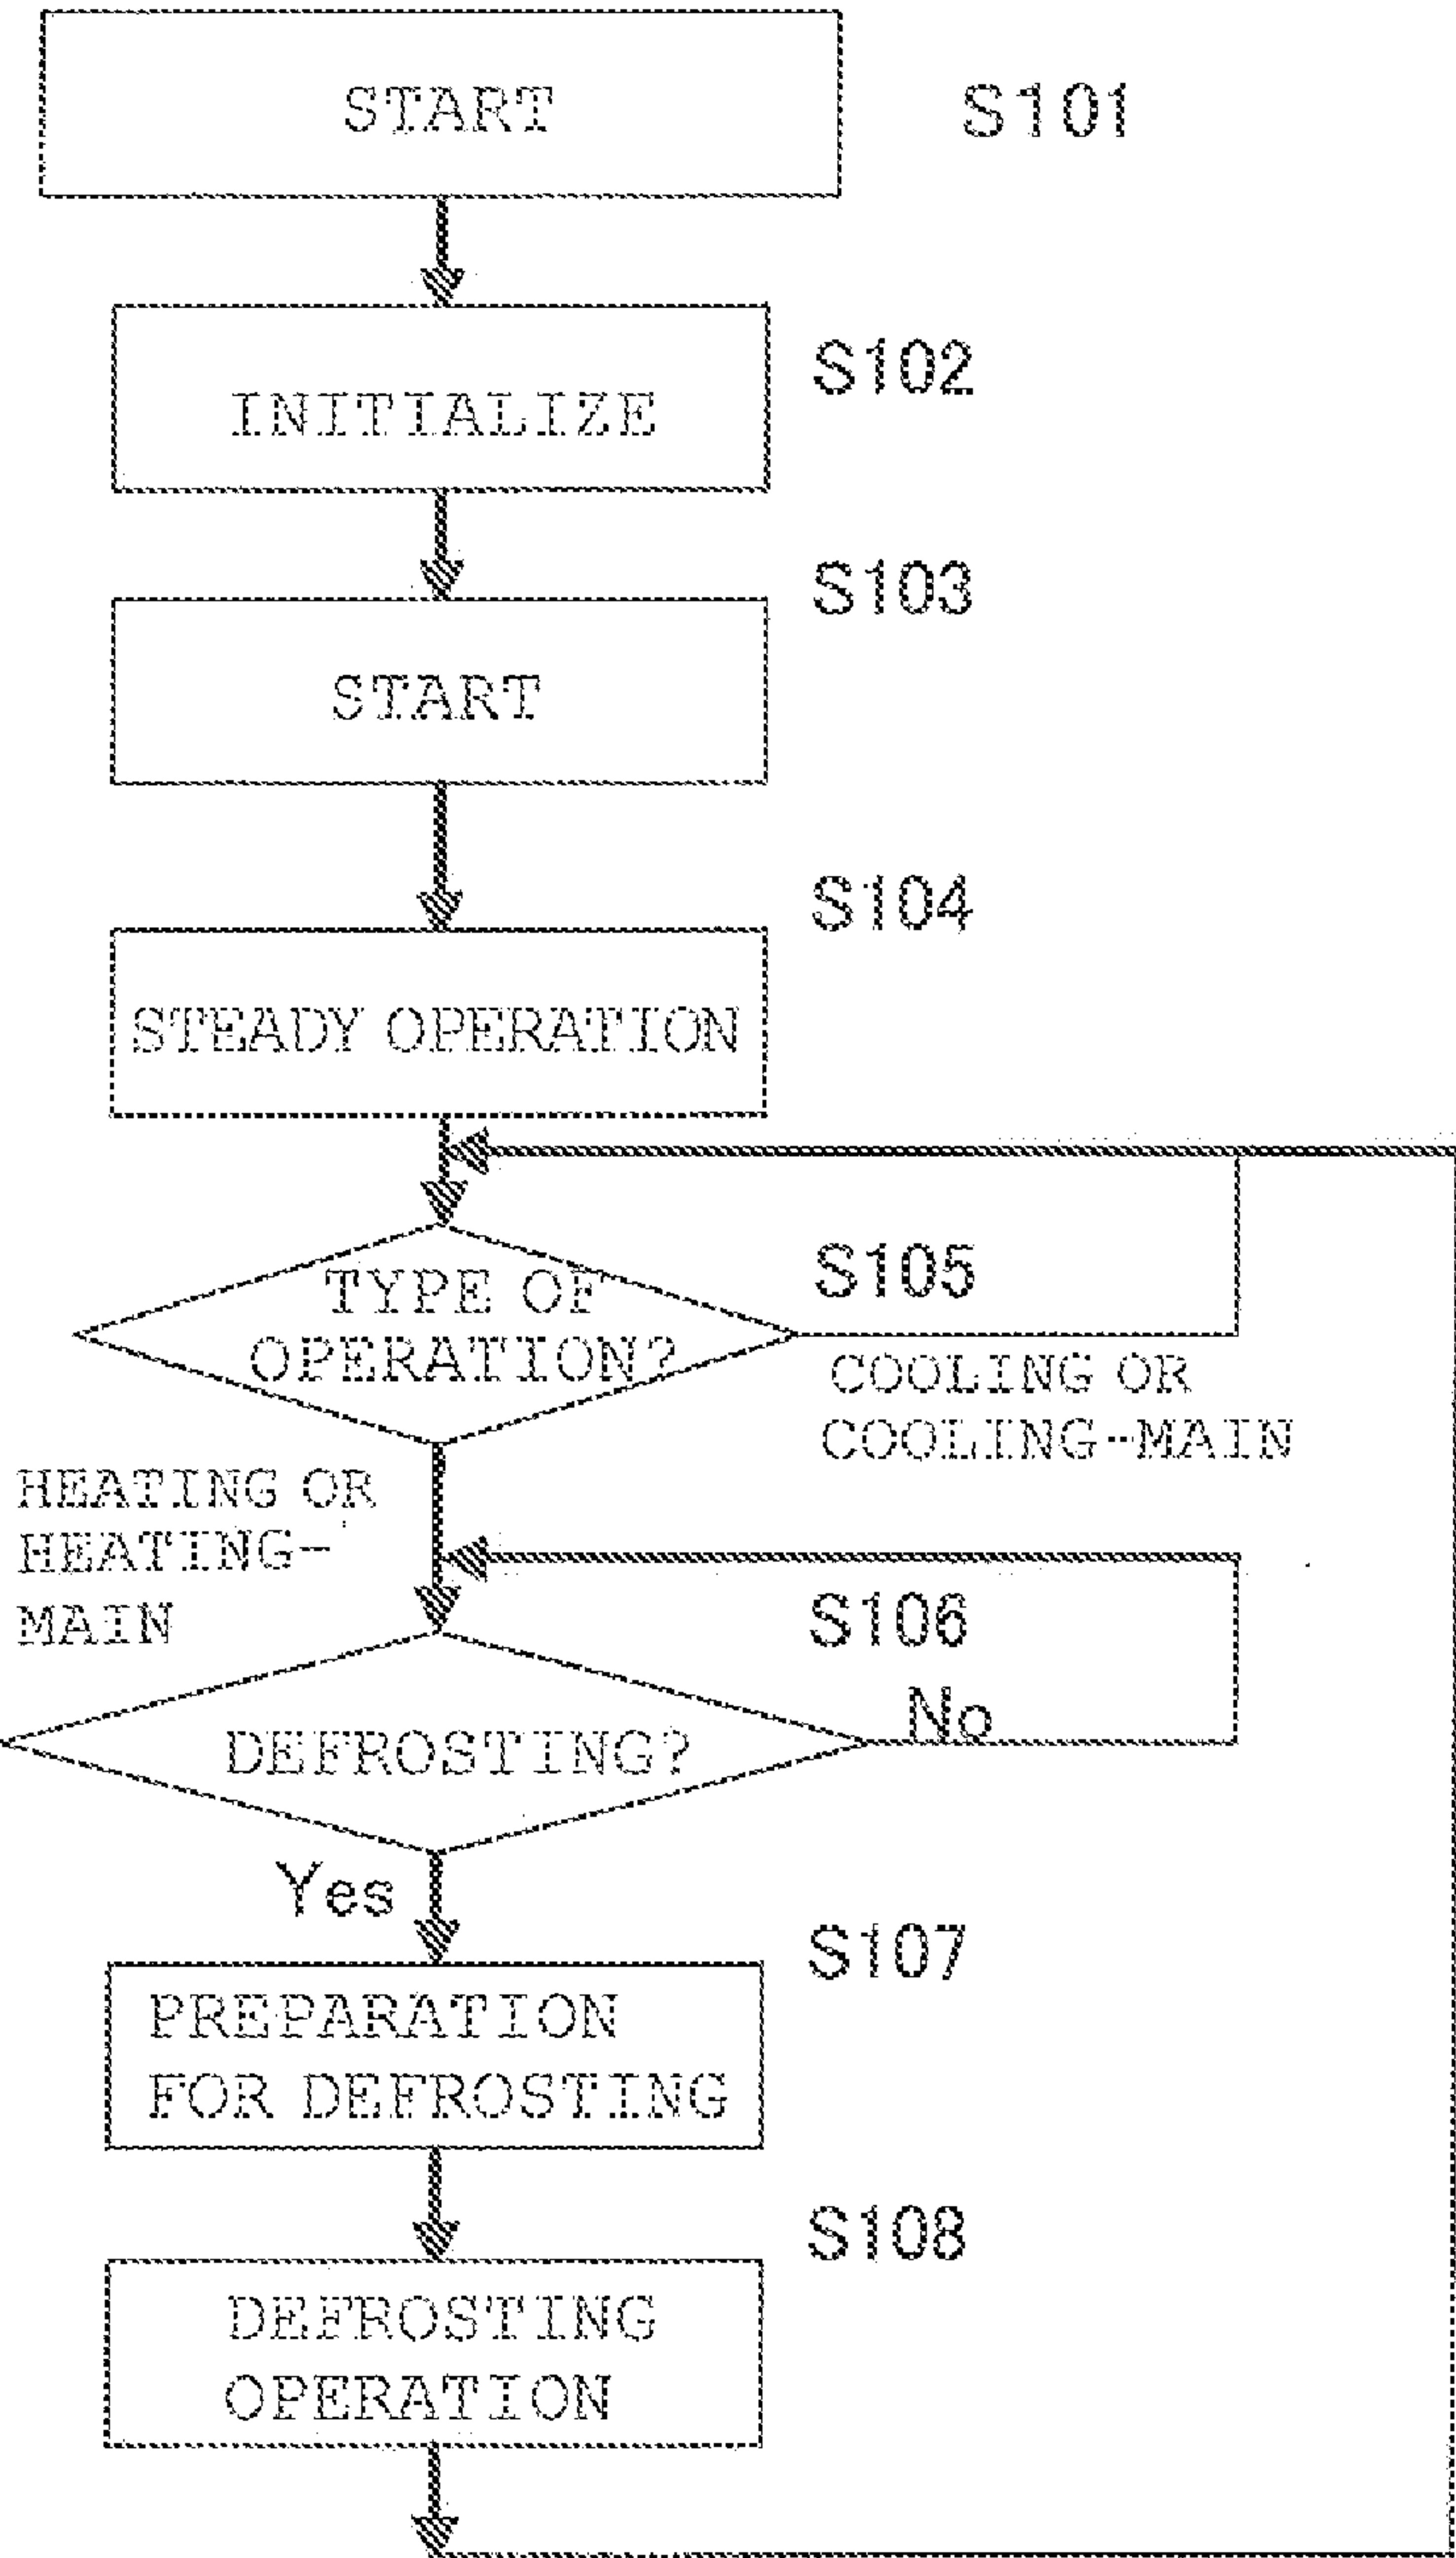 START
S101
S102
INITIALIZE
S103
START
S104
STEADY OPERATION
S105
TYPE OF
OPERATION?
COOLING OR
COOLING-MAIN
HEATING OR
HEATING-
MAIN
S106
No
DEFROSTING?
Yes
S107
PREPARATION
FOR DEFROSTING
S108
DEFROSTING
OPERATION